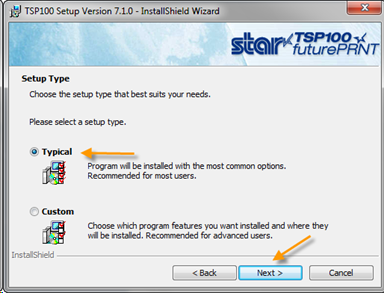 TSP100 Setup Version 7.1.0 - InstallShield Wizard
star TSP100
futurePRNT
Setup Type
Choose the setup type that best suits your needs.
Please select a setup type.
Typical
Program will be installed with the most common options.
Recommended for most users.
Custom
Choose which program features you want installed and where they
will be installed. Recommended for advanced users.
InstallShield
< Back Next > Cancel